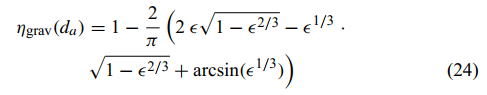 η_grav(d_a) = 1 − 2/π (2 ϵ√(1 − ϵ^{2/3}) − ϵ^{1/3} ·
√(1 − ϵ^{2/3}) + arcsin(ϵ^{1/3})) (24)